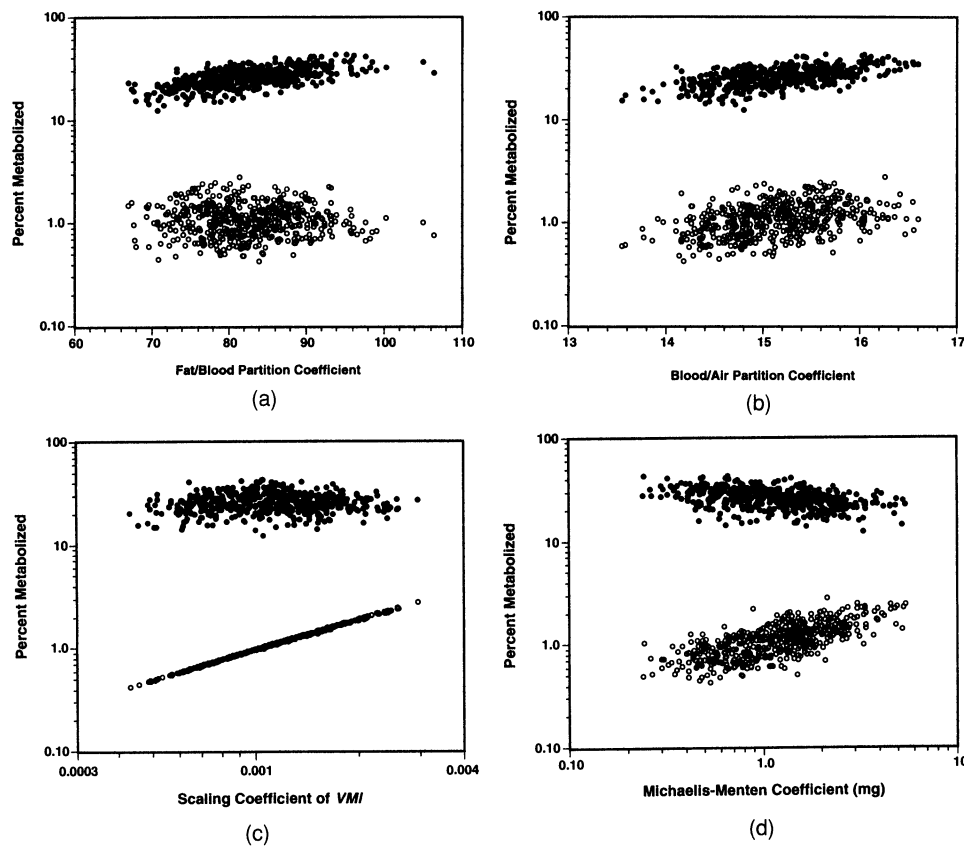 100
10
1.0
0.10
Percent Metabolized
60 70 80 90 100 110
Fat/Blood Partition Coefficient
(a)
100
10
1.0
0.10
Percent Metabolized
13 14 15 16 17
Blood/Air Partition Coefficient
(b)
100
10
1.0
0.10
Percent Metabolized
0.0003 0.001 0.004
Scaling Coefficient of VMI
(c)
100
10
1.0
0.10
Percent Metabolized
0.10 1.0 10
Michaelis-Menten Coefficient (mg)
(d)